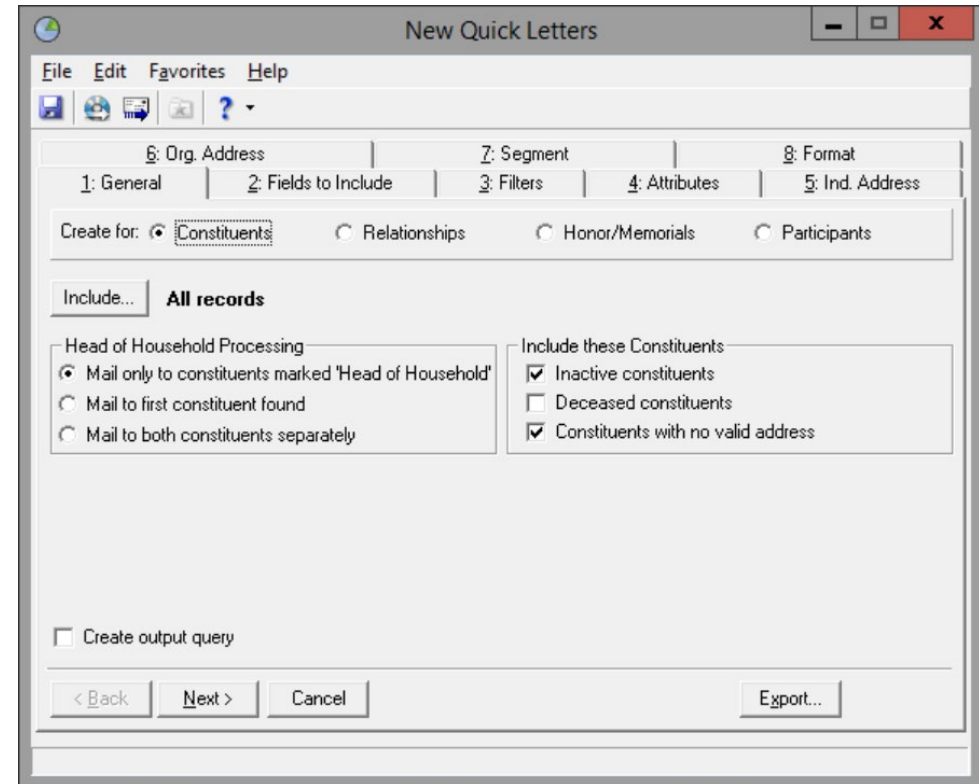 New Quick Letters
File Edit Favorites Help
6: Org. Address 7: Segment 8: Format
1: General 2: Fields to Include 3: Filters 4: Attributes 5: Ind. Address
Create for: Constituents Relationships Honor/Memorials Participants
Include... All records
Head of Household Processing Include these Constituents
Mail only to constituents marked 'Head of Household' Inactive constituents
Mail to first constituent found Deceased constituents
Mail to both constituents separately Constituents with no valid address
Create output query
< Back Next > Cancel Export...